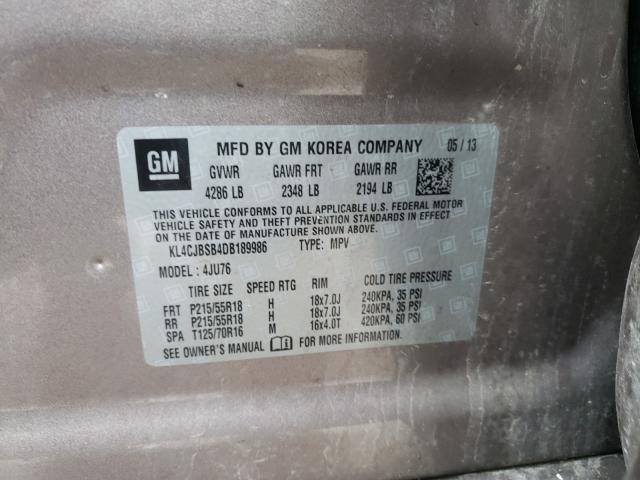 GM MFD BY GM KOREA COMPANY 05 / 13
GVWR GAWR FRT GAWR RR
4286 LB 2348 LB 2194 LB
THIS VEHICLE CONFORMS TO ALL APPLICABLE U.S. FEDERAL MOTOR
VEHICLE SAFETY AND THEFT PREVENTION STANDARDS IN EFFECT
ON THE DATE OF MANUFACTURE SHOWN ABOVE.
KL4CJBSB4DB189986 TYPE: MPV
MODEL : 4JU76
TIRE SIZE SPEED RTG RIM COLD TIRE PRESSURE
FRT P215/55R18 H 18x7.0J 240KPA, 35 PSI
RR P215/55R18 H 18x7.0J 240KPA, 35 PSI
SPA T125/70R16 M 16x4.0T 420KPA, 60 PSI
SEE OWNER'S MANUAL FOR MORE INFORMATION.